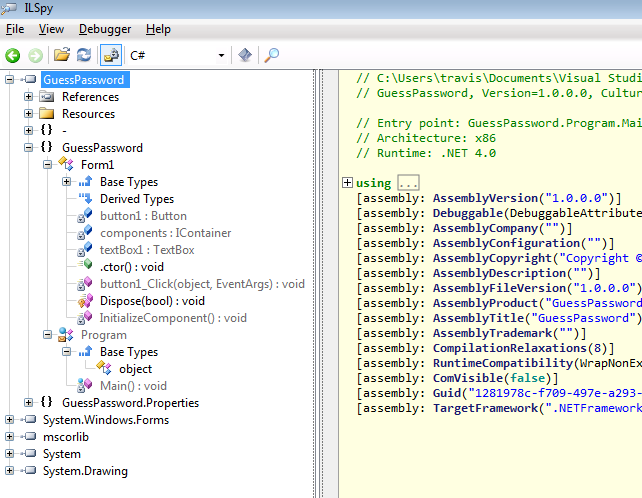 ILSpy
File View Debugger Help
C#
GuessPassword
References
Resources
{} -
{} GuessPassword
Form1
Base Types
Derived Types
button1 : Button
components : IContainer
textBox1 : TextBox
.ctor() : void
button1_Click(object, EventArgs) : void
Dispose(bool) : void
InitializeComponent() : void
Program
Base Types
object
Main() : void
{} GuessPassword.Properties
System.Windows.Forms
mscorlib
System
System.Drawing
// C:\Users\travis\Documents\Visual Studi
// GuessPassword, Version=1.0.0.0, Cultur
// Entry point: GuessPassword.Program.Mai
// Architecture: x86
// Runtime: .NET 4.0
using ...
[assembly: AssemblyVersion("1.0.0.0")]
[assembly: Debuggable(DebuggableAttribute
[assembly: AssemblyCompany("")]
[assembly: AssemblyConfiguration("")]
[assembly: AssemblyCopyright("Copyright ©
[assembly: AssemblyDescription("")]
[assembly: AssemblyFileVersion("1.0.0.0")
[assembly: AssemblyProduct("GuessPassword
[assembly: AssemblyTitle("GuessPassword")
[assembly: AssemblyTrademark("")]
[assembly: CompilationRelaxations(8)]
[assembly: RuntimeCompatibility(WrapNonEx
[assembly: ComVisible(false)]
[assembly: Guid("1281978c-f709-497e-a293-
[assembly: TargetFramework(".NETFramework